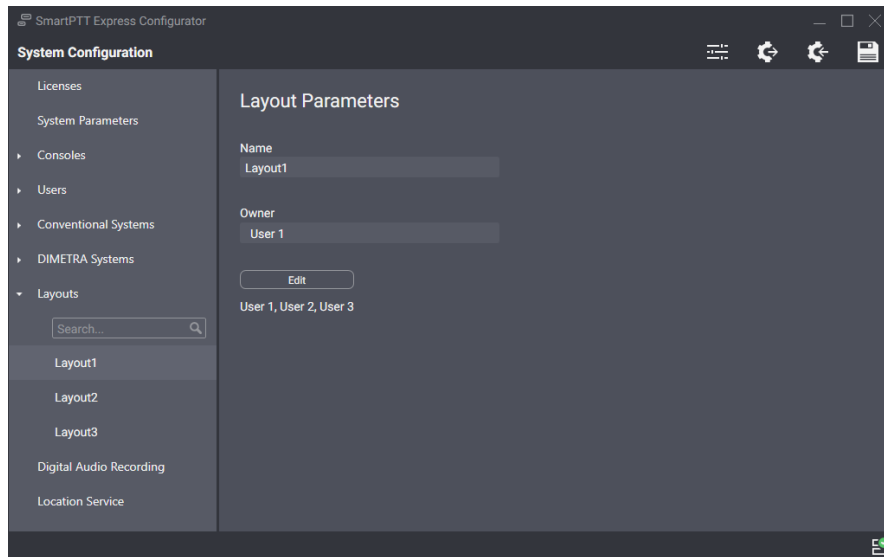 SmartPTT Express Configurator
System Configuration
Licenses
System Parameters
Consoles
Users
Conventional Systems
DIMETRA Systems
Layouts
Search...
Layout1
Layout2
Layout3
Digital Audio Recording
Location Service
Layout Parameters
Name
Layout1
Owner
User 1
Edit
User 1, User 2, User 3